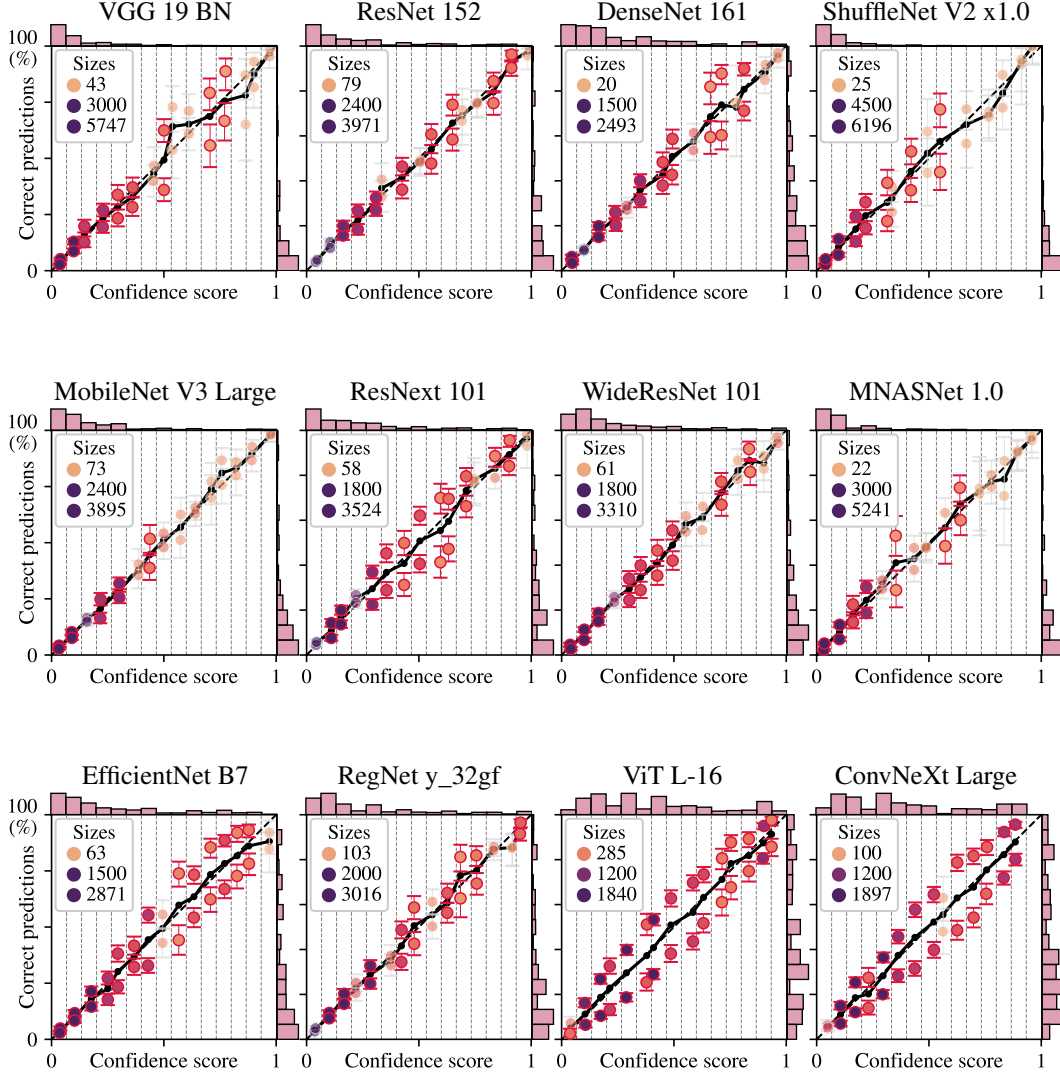 VGG 19 BN
ResNet 152
DenseNet 161
ShuffleNet V2 x1.0
100
(%)
Correct predictions
0
Sizes
43
3000
5747
Sizes
79
2400
3971
Sizes
20
1500
2493
Sizes
25
4500
6196
0 Confidence score 1
0 Confidence score 1
0 Confidence score 1
0 Confidence score 1
MobileNet V3 Large
ResNext 101
WideResNet 101
MNASNet 1.0
100
(%)
Correct predictions
0
Sizes
73
2400
3895
Sizes
58
1800
3524
Sizes
61
1800
3310
Sizes
22
3000
5241
0 Confidence score 1
0 Confidence score 1
0 Confidence score 1
0 Confidence score 1
EfficientNet B7
RegNet y_32gf
ViT L-16
ConvNeXt Large
100
(%)
Correct predictions
0
Sizes
63
1500
2871
Sizes
103
2000
3016
Sizes
285
1200
1840
Sizes
100
1200
1897
0 Confidence score 1
0 Confidence score 1
0 Confidence score 1
0 Confidence score 1